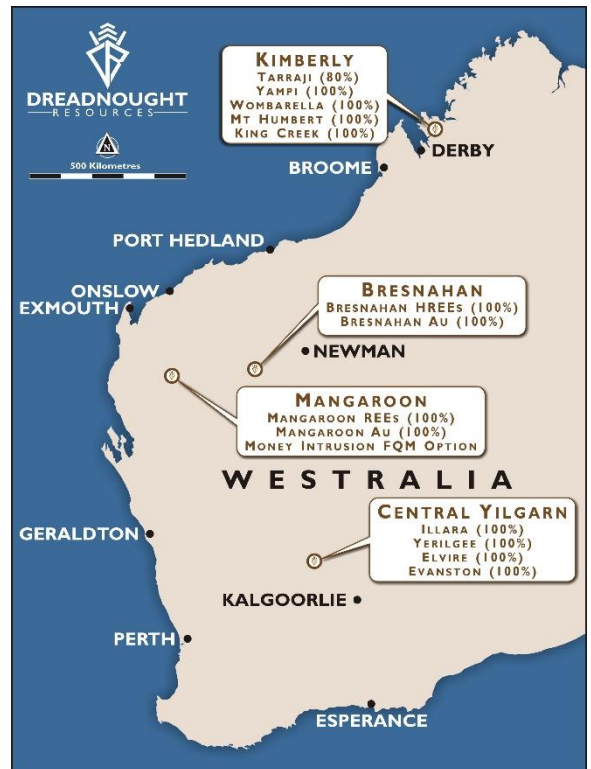 DREADNOUGHT
RESOURCES
N
500 KILOMETRES
KIMBERLY
TARRAJI (80%)
YAMPI (100%)
WOMBARELLA (100%)
MT HUMBERT (100%)
KING CREEK (100%)
DERBY
BROOME
PORT HEDLAND
ONSLOW
EXMOUTH
BRESNAHAN
BRESNAHAN HREES (100%)
BRESNAHAN AU (100%)
NEWMAN
MANGAROON
MANGAROON REES (100%)
MANGAROON AU (100%)
MONEY INTRUSION FQM OPTION
WESTRALIA
CENTRAL YILGARN
ILLARA (100%)
YERILGEE (100%)
ELVIRE (100%)
EVANSTON (100%)
GERALDTON
KALGOORLIE
PERTH
ESPERANCE